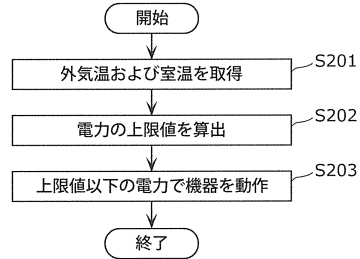 開始
外気温および室温を取得
S201
電力の上限値を算出
S202
上限値以下の電力で機器を動作
S203
終了